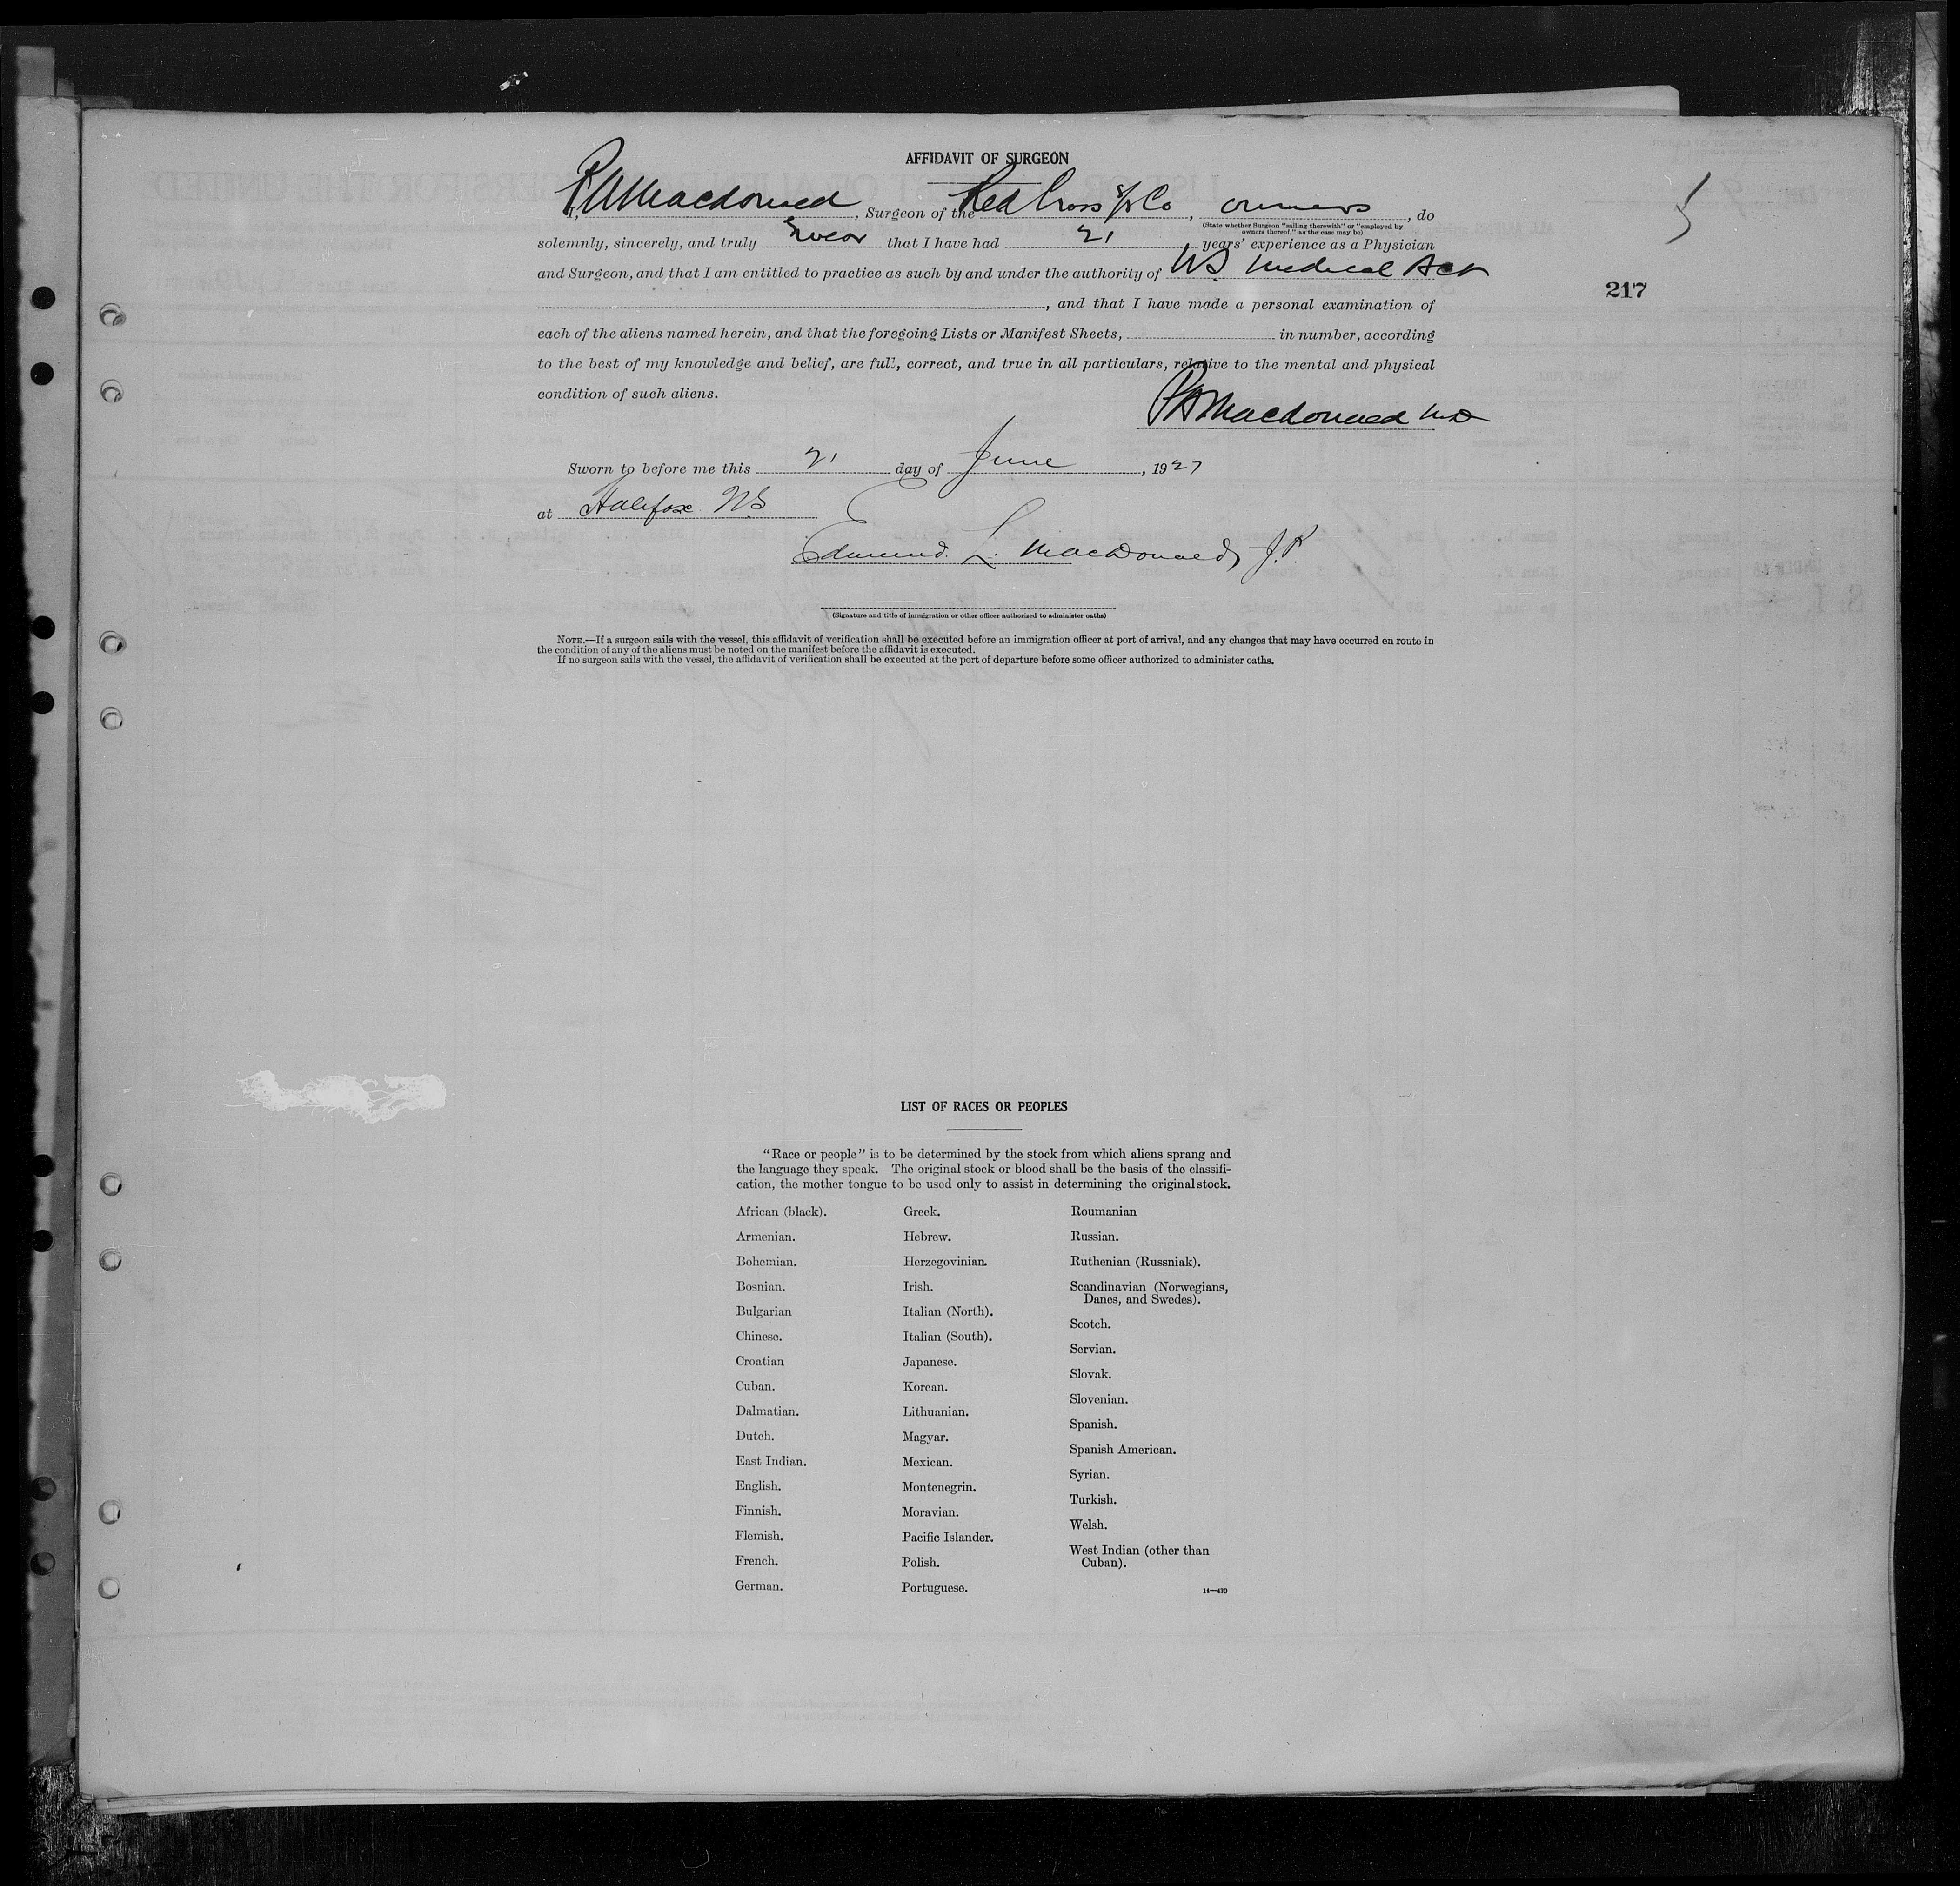 AFFIDAVIT OF SURGEON
I, P A Macdonald, Surgeon of the Red Cross S/S Co, owners, do
(State whether Surgeon "sailing therewith" or "employed by
owners thereof," as the case may be)
solemnly, sincerely, and truly Swear that I have had 21 years' experience as a Physician
and Surgeon, and that I am entitled to practice as such by and under the authority of NS Medical Act
217
, and that I have made a personal examination of
each of the aliens named herein, and that the foregoing Lists or Manifest Sheets, in number, according
to the best of my knowledge and belief, are full, correct, and true in all particulars, relative to the mental and physical
condition of such aliens.
P A Macdonald MD
Sworn to before me this 21 day of June, 1927
at Halifax NS
Edmund L. MacDonald, J.P.
(Signature and title of immigration or other officer authorized to administer oaths)
NOTE.—If a surgeon sails with the vessel, this affidavit of verification shall be executed before an immigration officer at port of arrival, and any changes that may have occurred en route in
the condition of any of the aliens must be noted on the manifest before the affidavit is executed.
If no surgeon sails with the vessel, the affidavit of verification shall be executed at the port of departure before some officer authorized to administer oaths.
LIST OF RACES OR PEOPLES
"Race or people" is to be determined by the stock from which aliens sprang and
the language they speak. The original stock or blood shall be the basis of the classifi-
cation, the mother tongue to be used only to assist in determining the original stock.
African (black).
Armenian.
Bohemian.
Bosnian.
Bulgarian
Chinese.
Croatian
Cuban.
Dalmatian.
Dutch.
East Indian.
English.
Finnish.
Flemish.
French.
German.
Greek.
Hebrew.
Herzegovinian.
Irish.
Italian (North).
Italian (South).
Japanese.
Korean.
Lithuanian.
Magyar.
Mexican.
Montenegrin.
Moravian.
Pacific Islander.
Polish.
Portuguese.
Roumanian
Russian.
Ruthenian (Russniak).
Scandinavian (Norwegians,
Danes, and Swedes).
Scotch.
Servian.
Slovak.
Slovenian.
Spanish.
Spanish American.
Syrian.
Turkish.
Welsh.
West Indian (other than
Cuban).
14—430